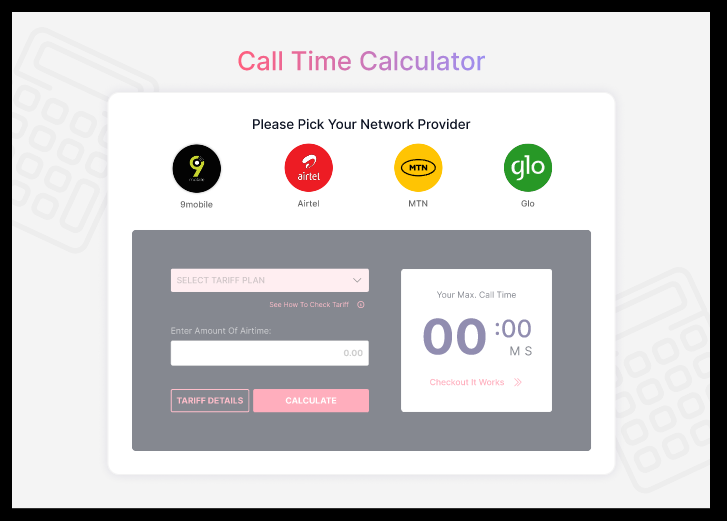 Call Time Calculator
Please Pick Your Network Provider
9
mobile
airtel
MTN
glo
9mobile
Airtel
MTN
Glo
SELECT TARIFF PLAN
See How To Check Tariff
Enter Amount Of Airtime:
0.00
TARIFF DETAILS
CALCULATE
Your Max. Call Time
00 :00
M S
Checkout It Works